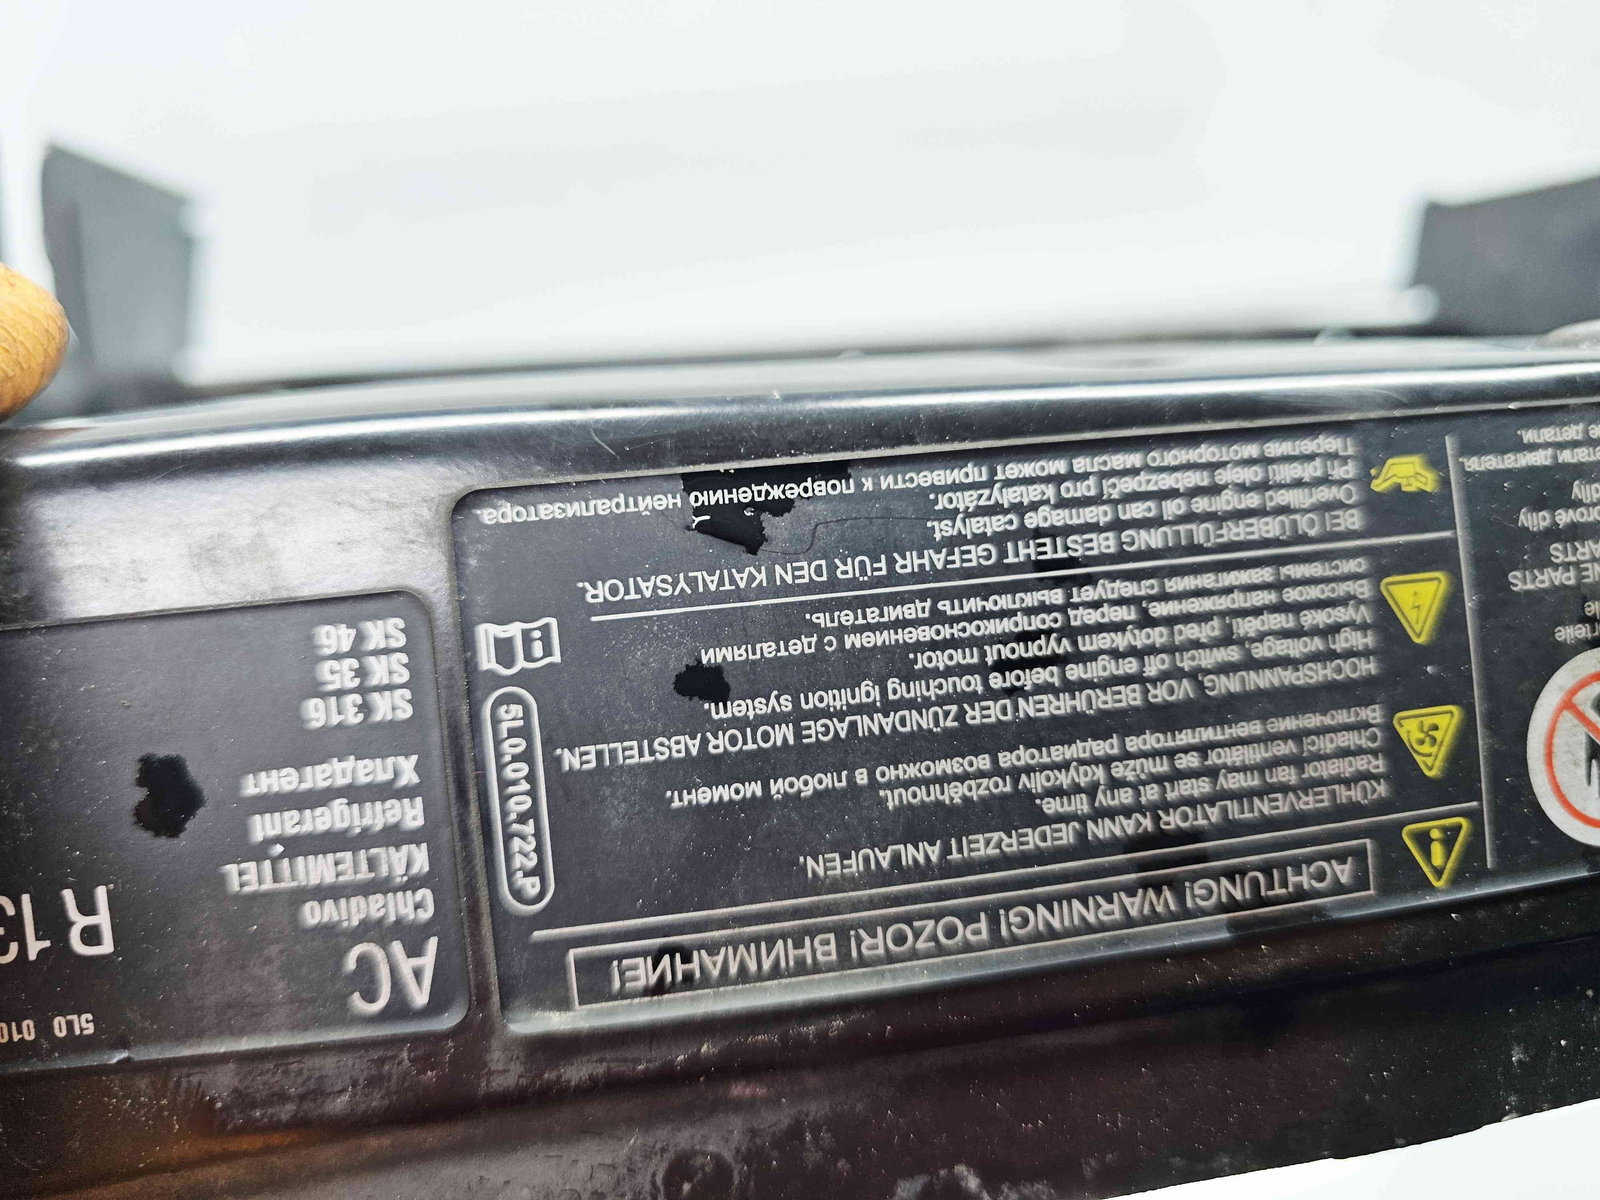 ACHTUNG! WARNING! POZOR! ВНИМАНИЕ!
KÜHLERVENTILATOR KANN JEDERZEIT ANLAUFEN.
Radiator fan may start at any time.
Chladící ventilátor se může kdykoliv rozběhnout.
Включение вентилятора радиатора возможно в любой момент.
HOCHSPANNUNG, VOR BERÜHREN DER ZÜNDANLAGE MOTOR ABSTELLEN.
High voltage, switch engine off before touching ignition system.
Vysoké napětí, před dotykem vypnout motor.
Высокое напряжение, перед соприкосновением с деталями
системы зажигания следует выключить двигатель.
BEI ÖLÜBERFÜLLUNG BESTEHT GEFAHR FÜR DEN KATALYSATOR.
Overfilled engine oil can damage catalyst.
Při přelití oleje nebezpečí pro katalyzátor.
Перелив моторного масла может привести к повреждению нейтрализатора.
5L0.010.722.P
i
AC
Chladivo
KÄLTEMITTEL
Refrigerant
Хладагент
SK 316
SK 35
SK 46
R 13
5L0 010
PARTS
детали.